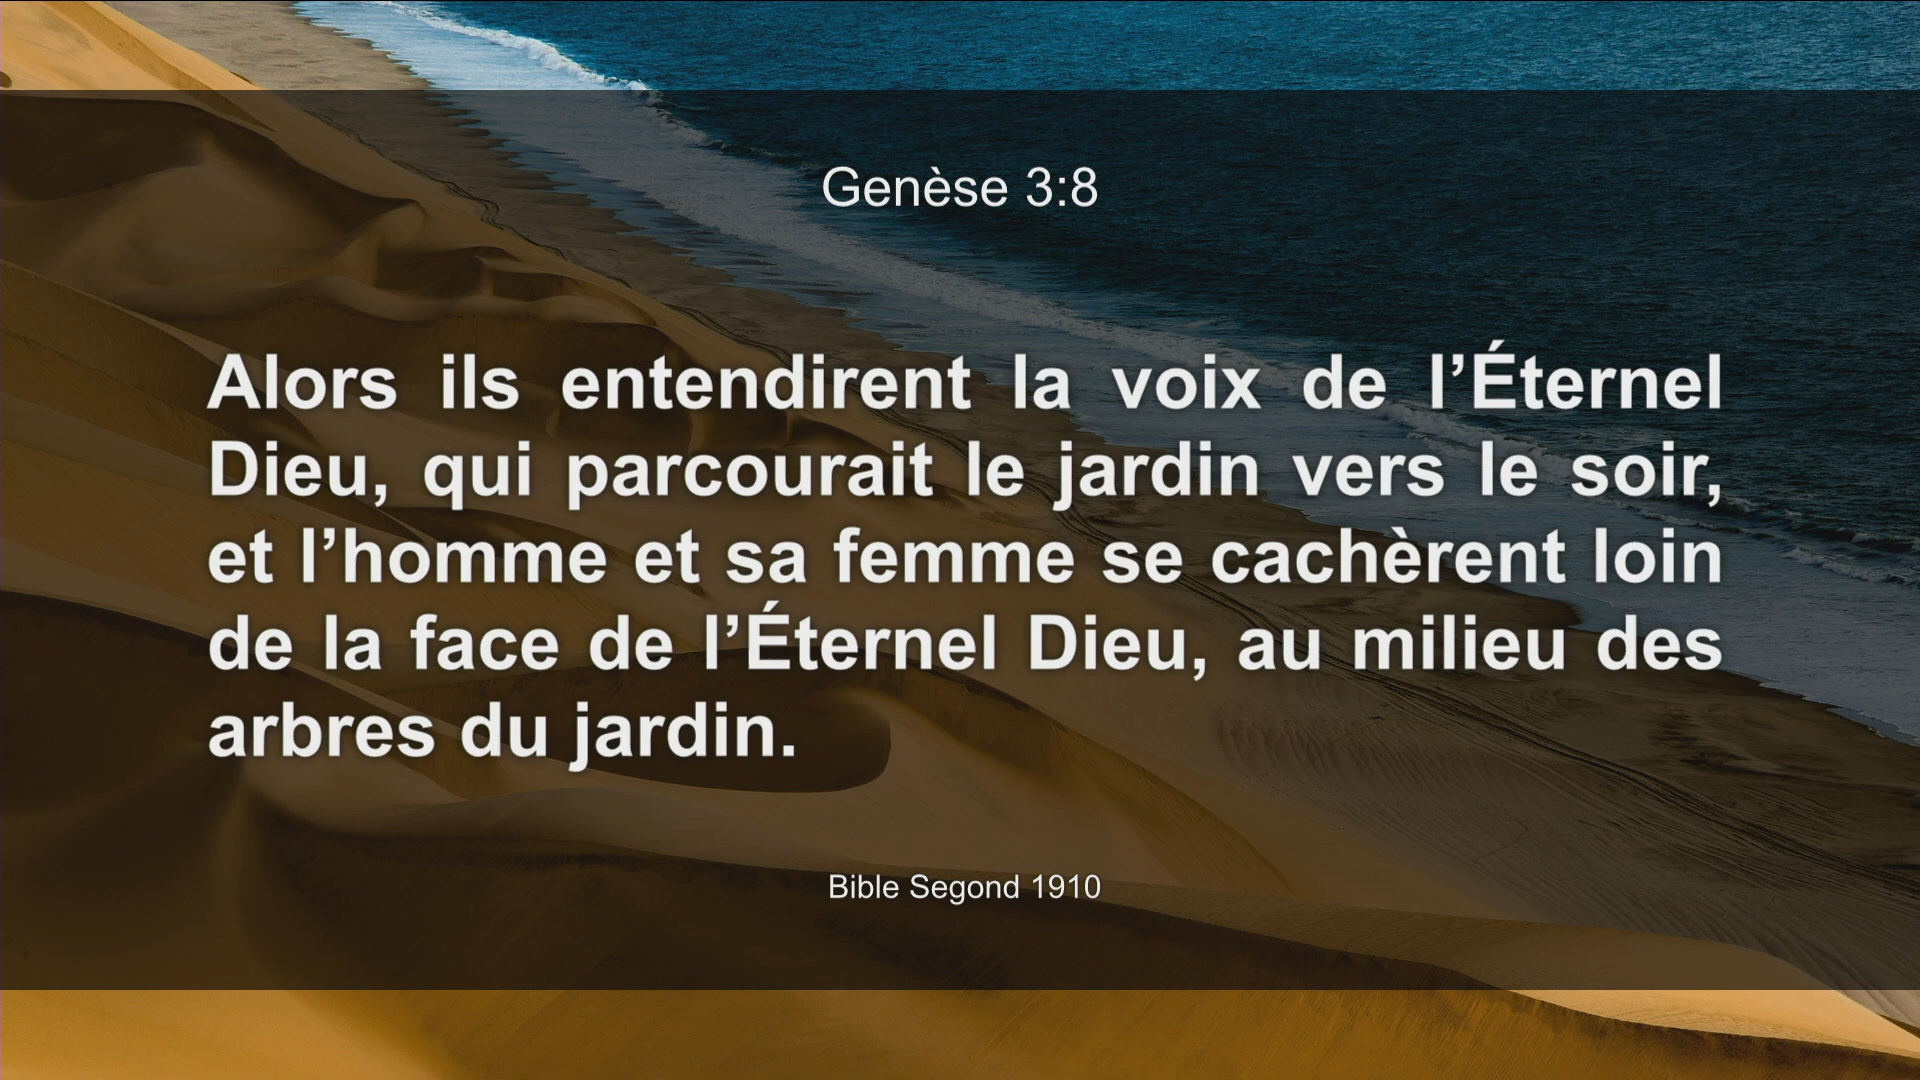 Genèse 3:8
Alors ils entendirent la voix de l’Éternel
Dieu, qui parcourait le jardin vers le soir,
et l’homme et sa femme se cachèrent loin
de la face de l’Éternel Dieu, au milieu des
arbres du jardin.
Bible Segond 1910